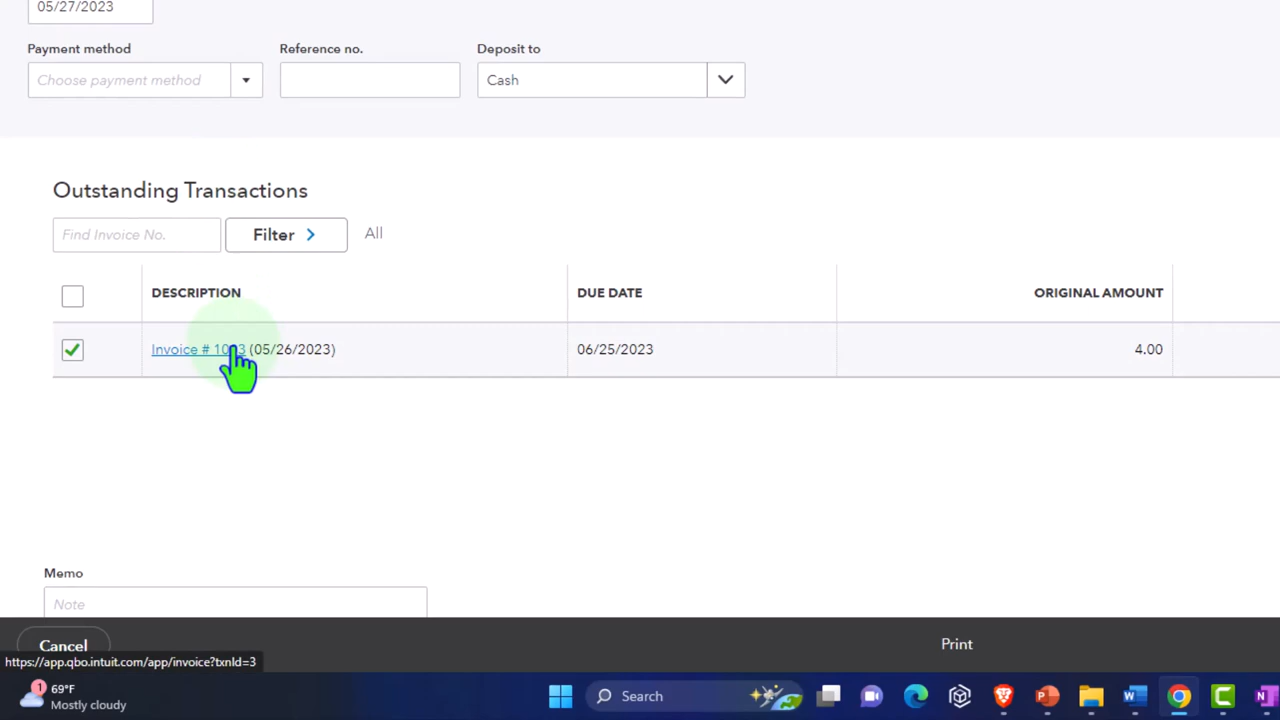 05/27/2023
Payment method Reference no. Deposit to
Choose payment method Cash
Outstanding Transactions
Find Invoice No. Filter All
DESCRIPTION DUE DATE ORIGINAL AMOUNT
Invoice # (05/26/2023) 06/25/2023 4.00
Memo
Note
Cancel Print
https://app.qbo.intuit.com/app/invoice?txnId=3
1 69°F Search
Mostly cloudy